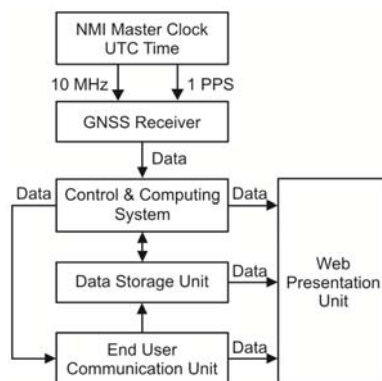 NMI Master Clock
UTC Time
10 MHz
1 PPS
GNSS Receiver
Data
Data
Control & Computing
System
Data
Data Storage Unit
Data
Web
Presentation
Unit
End User
Communication Unit
Data